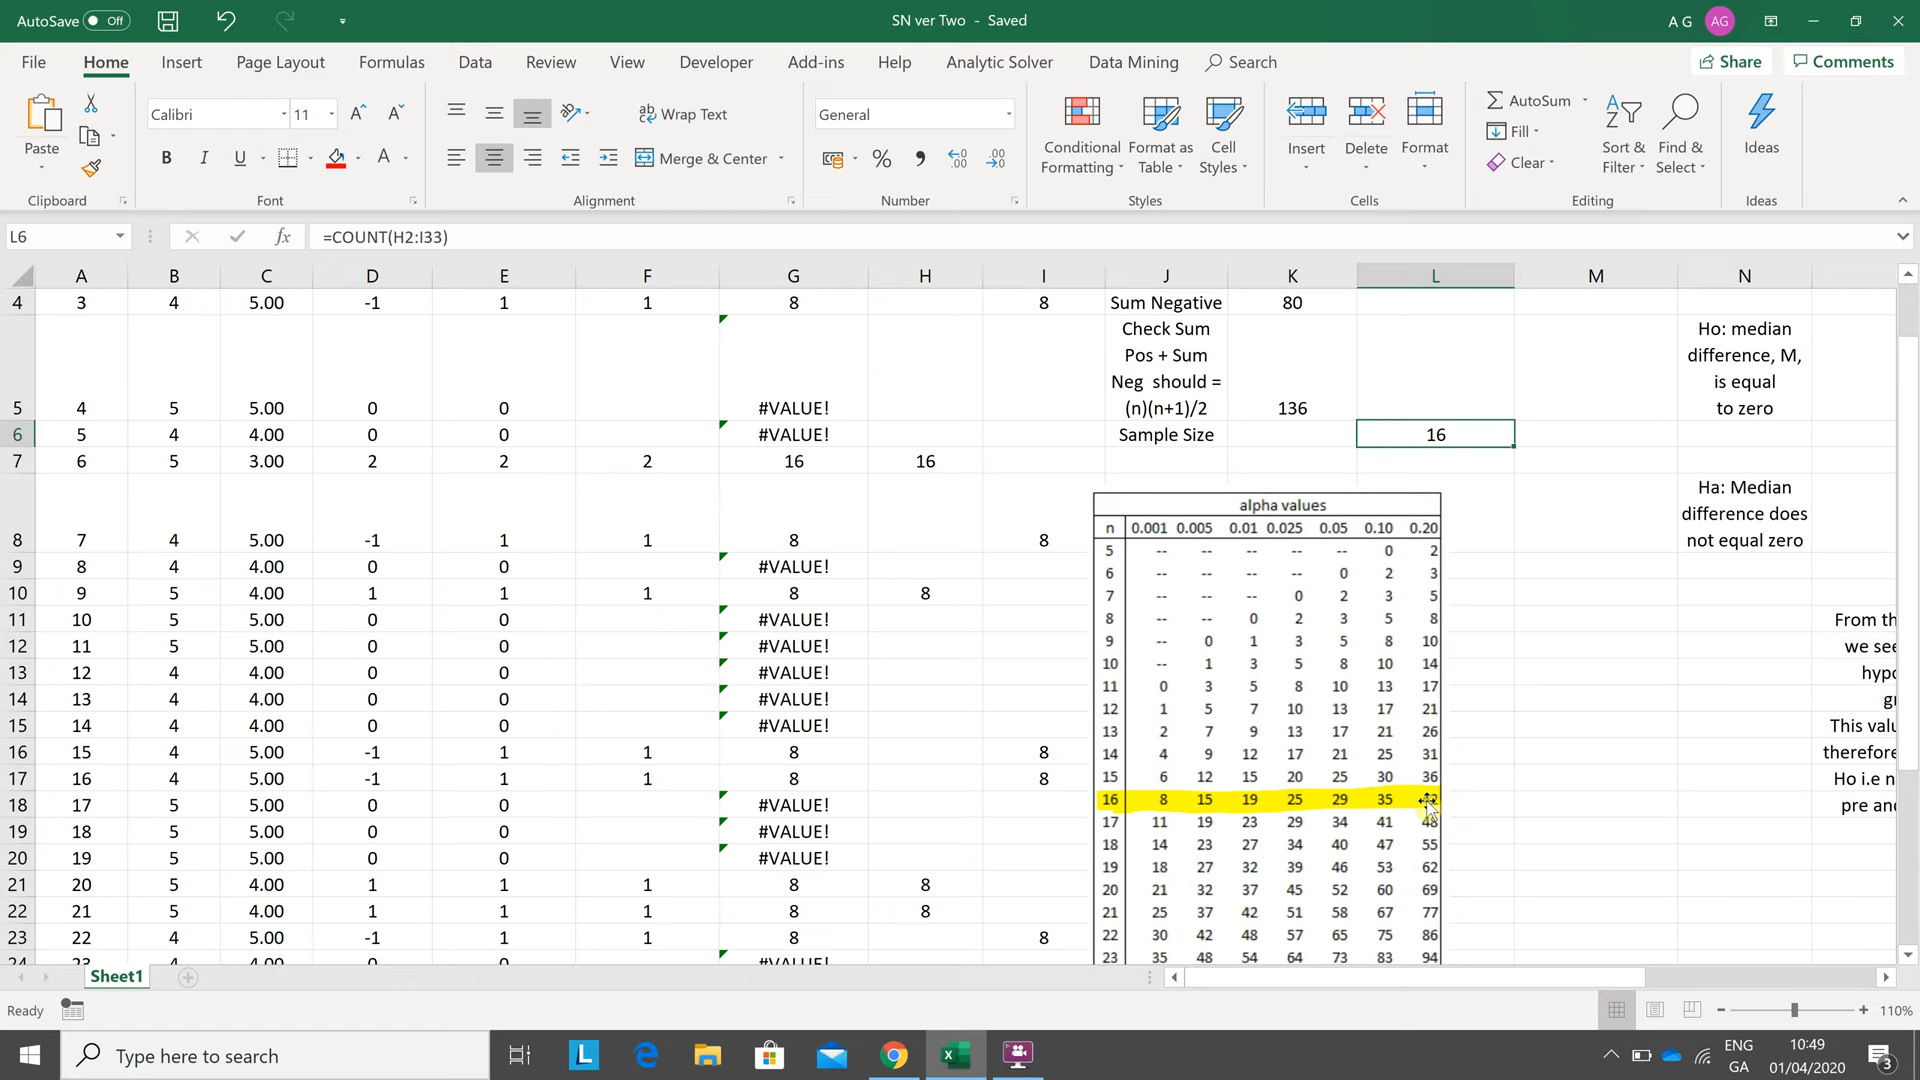 AutoSave Off
SN ver Two - Saved
A G AG
File Home Insert Page Layout Formulas Data Review View Developer Add-ins Help Analytic Solver Data Mining Search Share Comments
Paste
Calibri 11
B I U A
Wrap Text
Merge & Center
General
%
Conditional Formatting
Format as Table
Cell Styles
Insert
Delete
Format
AutoSum
Fill
Clear
Sort & Filter
Find & Select
Ideas
Clipboard Font Alignment Number Styles Cells Editing Ideas
L6 fx =COUNT(H2:I33)
A B C D E F G H I J K L M N
4 3 4 5.00 -1 1 1 8 8 Sum Negative 80
Check Sum
Pos + Sum
Neg should =
(n)(n+1)/2 136
Ho: median
difference, M,
is equal
to zero
5 4 5 5.00 0 0 #VALUE!
6 5 4 4.00 0 0 #VALUE! Sample Size 16
7 6 5 3.00 2 2 2 16 16
Ha: Median
difference does
not equal zero
8 7 4 5.00 -1 1 1 8 8
9 8 4 4.00 0 0 #VALUE!
10 9 5 4.00 1 1 1 8 8
11 10 5 5.00 0 0 #VALUE!
12 11 5 5.00 0 0 #VALUE!
13 12 4 4.00 0 0 #VALUE!
14 13 4 4.00 0 0 #VALUE!
15 14 4 4.00 0 0 #VALUE!
16 15 4 5.00 -1 1 1 8 8
17 16 4 5.00 -1 1 1 8 8
18 17 5 5.00 0 0 #VALUE!
19 18 5 5.00 0 0 #VALUE!
20 19 5 5.00 0 0 #VALUE!
21 20 5 4.00 1 1 1 8 8
22 21 5 4.00 1 1 1 8 8
23 22 4 5.00 -1 1 1 8 8
24 23 4 4.00 0 0 #VALUE!
alpha values
n 0.001 0.005 0.01 0.025 0.05 0.10 0.20
5 -- -- -- -- -- 0 2
6 -- -- -- -- 0 2 3
7 -- -- -- 0 2 3 5
8 -- -- 0 2 3 5 8
9 -- 0 1 3 5 8 10
10 -- 1 3 5 8 10 14
11 0 3 5 8 10 13 17
12 1 5 7 10 13 17 21
13 2 7 9 13 17 21 26
14 4 9 12 17 21 25 31
15 6 12 15 20 25 30 36
16 8 15 19 25 29 35
17 11 19 23 29 34 41 48
18 14 23 27 34 40 47 55
19 18 27 32 39 46 53 62
20 21 32 37 45 52 60 69
21 25 37 42 51 58 67 77
22 30 42 48 57 65 75 86
23 35 48 54 64 73 83 94
From th
we see
hypo
g
This valu
therefore
Ho i.e n
pre and
Sheet1
Ready 110%
Type here to search
L
ENG
GA
10:49
01/04/2020
3